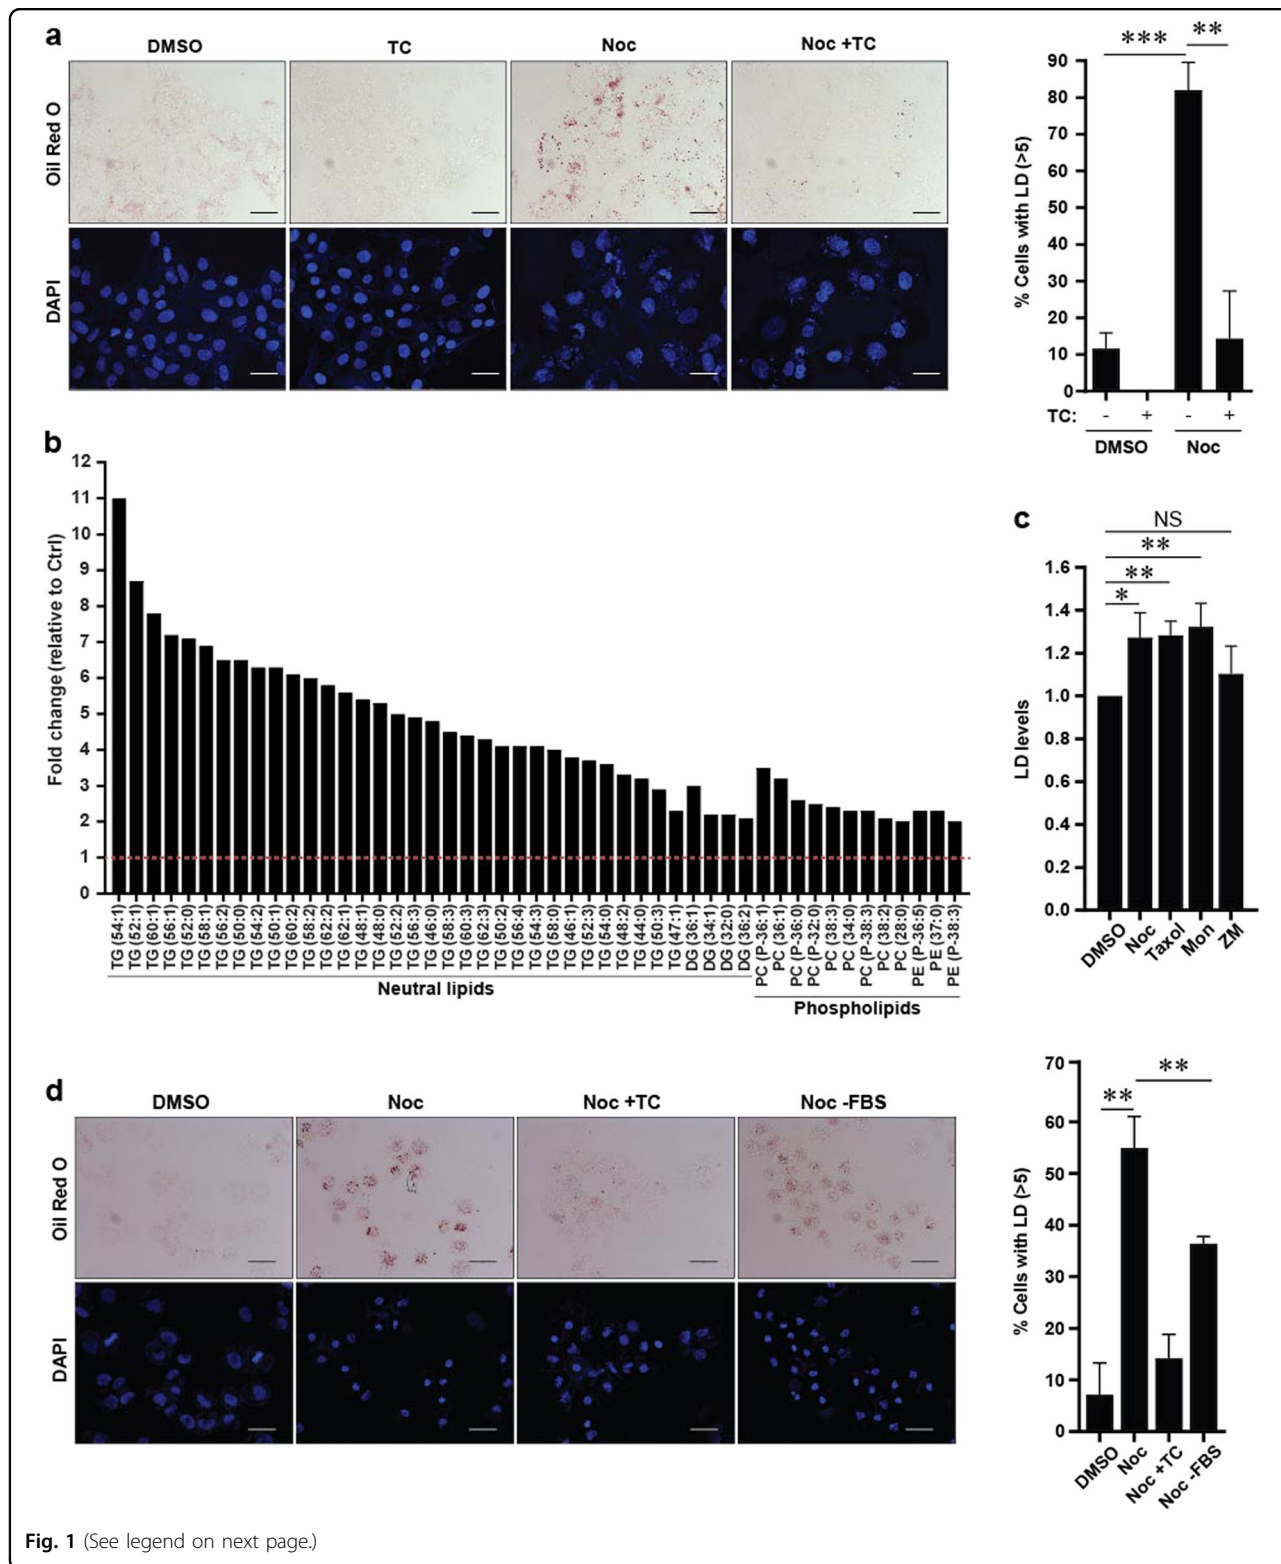 a
DMSO
TC
Noc
Noc +TC
Oil Red O
DAPI
*** **
% Cells with LD (>5)
90
80
70
60
50
40
30
20
10
0
TC: - + - +
DMSO Noc
b
Fold change (relative to Ctrl)
12
11
10
9
8
7
6
5
4
3
2
1
0
TG (54:1)
TG (52:1)
TG (60:1)
TG (56:1)
TG (52:0)
TG (58:1)
TG (56:2)
TG (50:0)
TG (54:2)
TG (50:1)
TG (60:2)
TG (58:2)
TG (62:2)
TG (62:1)
TG (48:1)
TG (48:0)
TG (52:2)
TG (56:3)
TG (46:0)
TG (58:3)
TG (60:3)
TG (62:3)
TG (50:2)
TG (56:4)
TG (54:3)
TG (58:0)
TG (46:1)
TG (52:3)
TG (54:0)
TG (48:2)
TG (44:0)
TG (50:3)
TG (47:1)
DG (36:1)
DG (34:1)
DG (32:0)
DG (36:2)
PC (P-36:1)
PC (36:1)
PC (P-36:0)
PC (P-32:0)
PC (38:3)
PC (34:0)
PC (P-38:3)
PC (38:2)
PC (28:0)
PE (P-36:5)
PE (37:0)
PE (P-38:3)
Neutral lipids
Phospholipids
c
NS
**
**
*
LD levels
1.6
1.4
1.2
1.0
0.8
0.6
0.4
0.2
0.0
DMSO
Noc
Taxol
Mon
ZM
d
DMSO
Noc
Noc +TC
Noc -FBS
Oil Red O
DAPI
**
**
% Cells with LD (>5)
70
60
50
40
30
20
10
0
DMSO
Noc
Noc +TC
Noc -FBS
Fig. 1 (See legend on next page.)